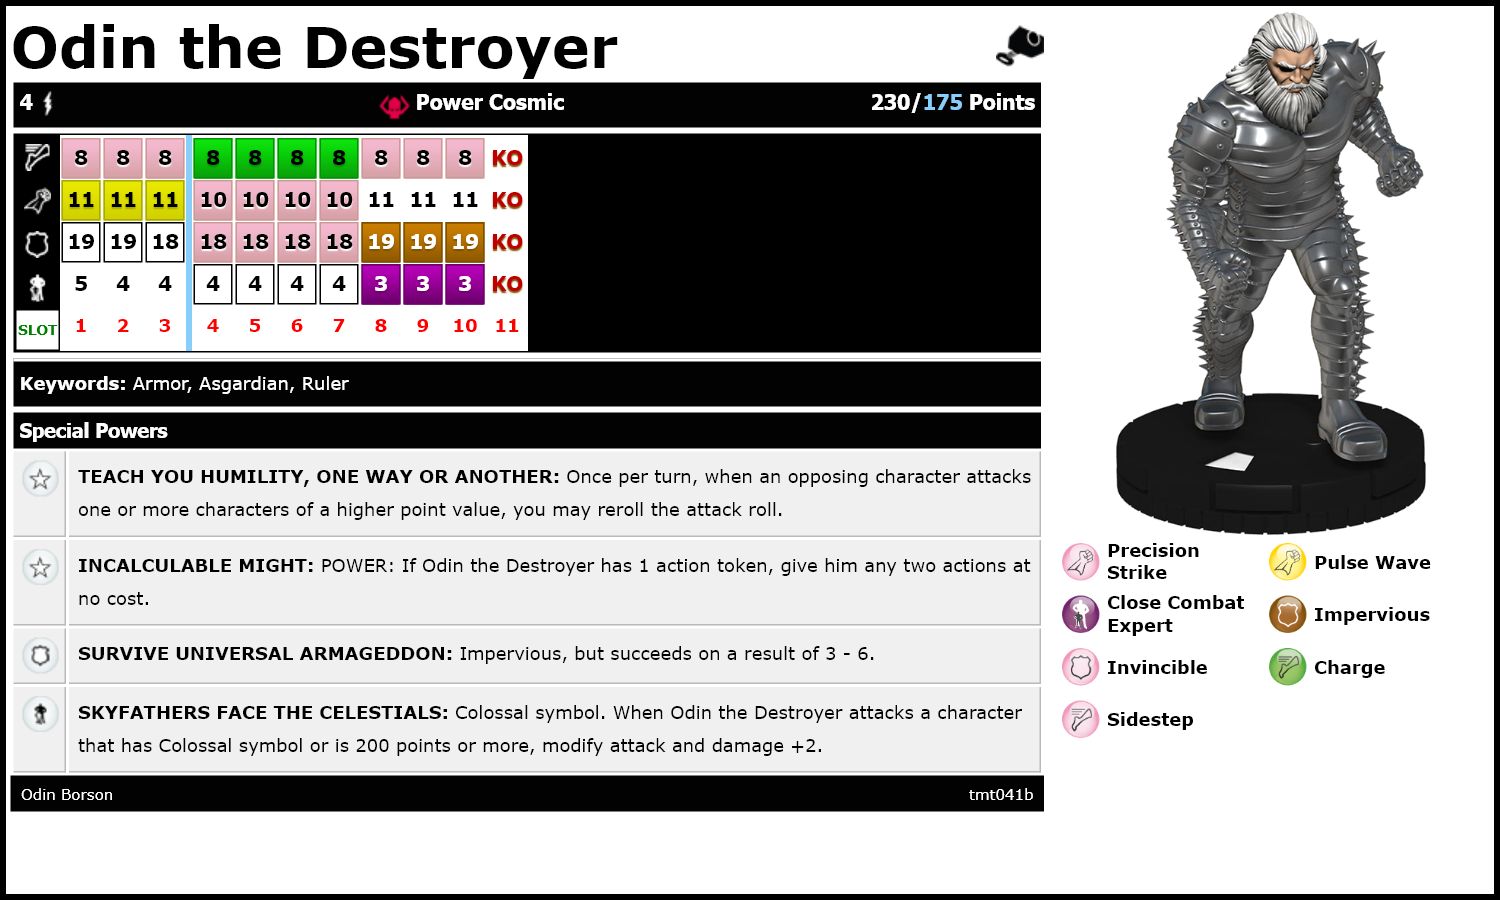 Odin the Destroyer
4 Power Cosmic 230/175 Points
8 8 8 8 8 8 8 8 8 8 KO
11 11 11 10 10 10 10 11 11 11 KO
19 19 18 18 18 18 18 19 19 19 KO
5 4 4 4 4 4 4 3 3 3 KO
SLOT 1 2 3 4 5 6 7 8 9 10 11
Keywords: Armor, Asgardian, Ruler
Special Powers
TEACH YOU HUMILITY, ONE WAY OR ANOTHER: Once per turn, when an opposing character attacks
one or more characters of a higher point value, you may reroll the attack roll.
INCALCULABLE MIGHT: POWER: If Odin the Destroyer has 1 action token, give him any two actions at
no cost.
SURVIVE UNIVERSAL ARMAGEDDON: Impervious, but succeeds on a result of 3 - 6.
SKYFATHERS FACE THE CELESTIALS: Colossal symbol. When Odin the Destroyer attacks a character
that has Colossal symbol or is 200 points or more, modify attack and damage +2.
Odin Borson tmt041b
Precision
Strike
Pulse Wave
Close Combat
Expert
Impervious
Invincible
Charge
Sidestep